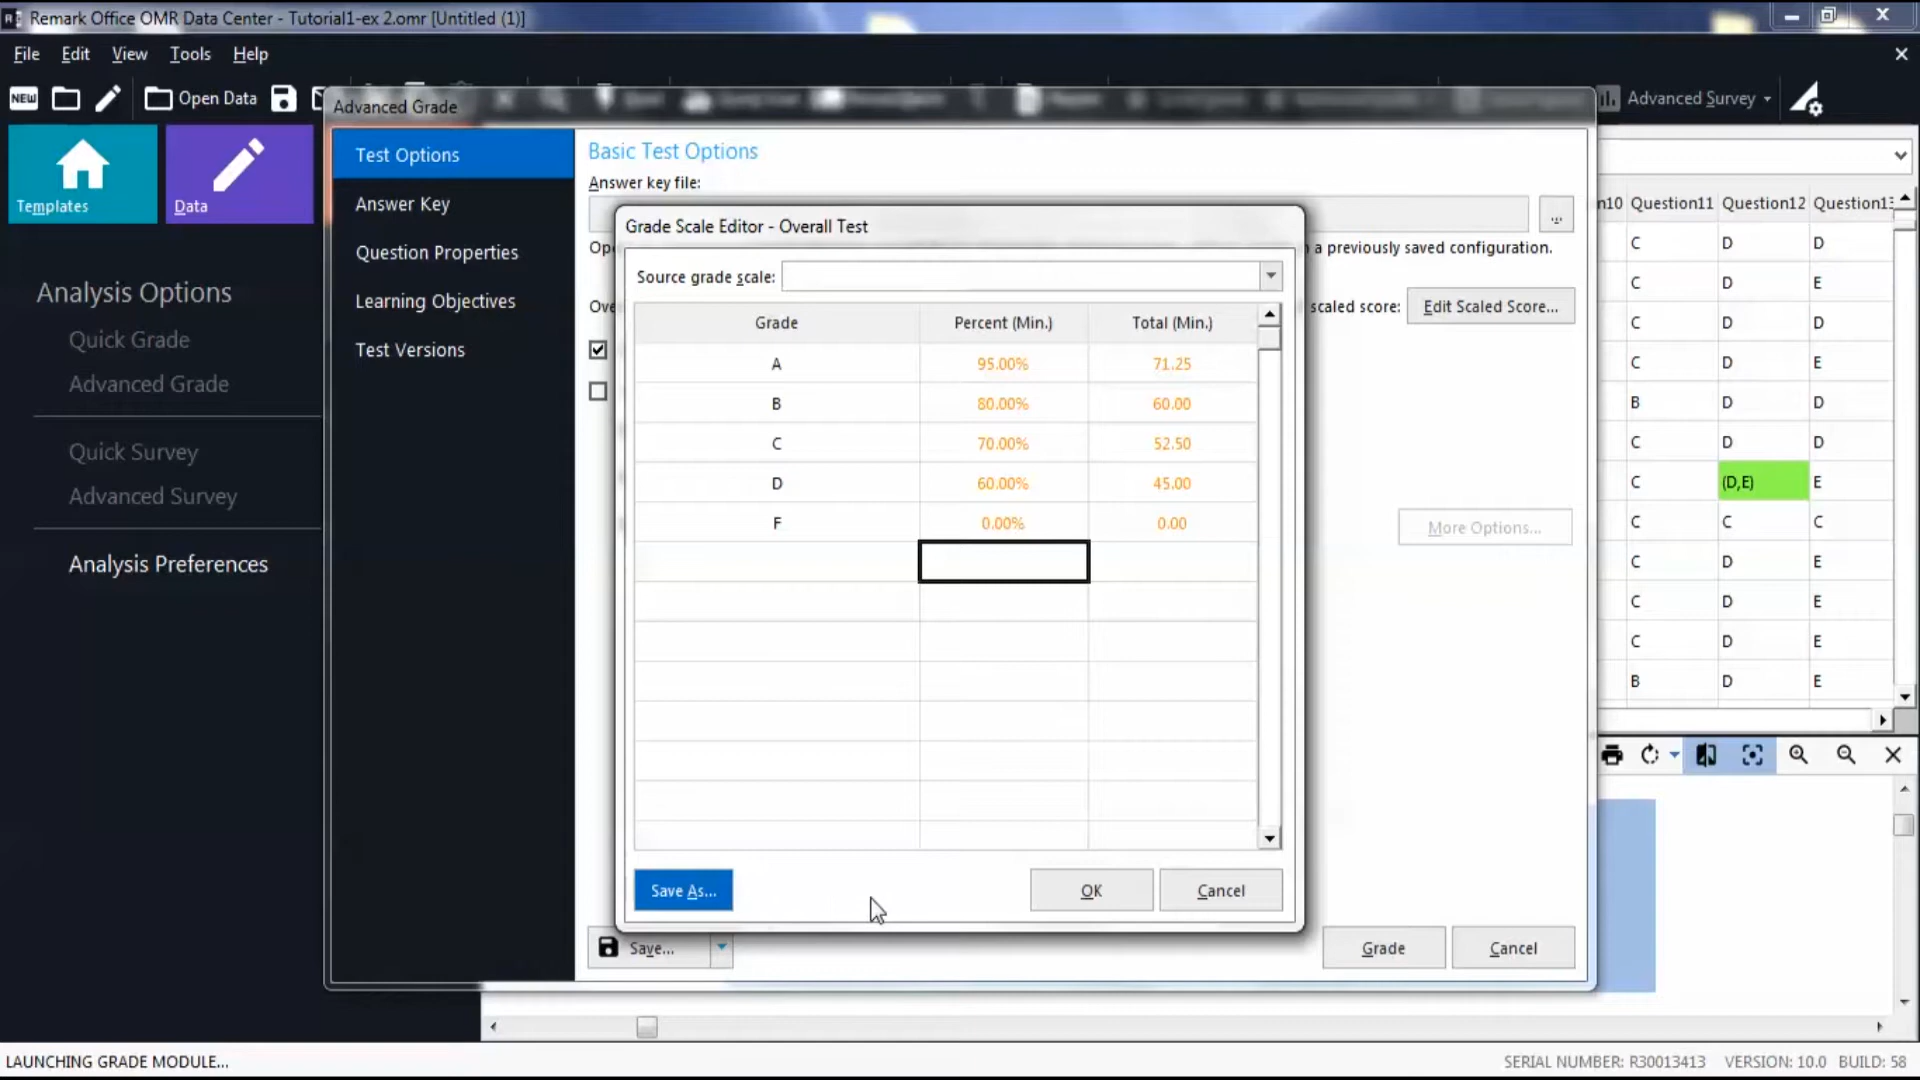 Remark Office OMR Data Center - Tutorial1-ex 2.omr [Untitled (1)]
File Edit View Tools Help
NEW Open Data Advanced Survey
Templates Data
Analysis Options
Quick Grade
Advanced Grade
Quick Survey
Advanced Survey
Analysis Preferences
Advanced Grade
Test Options
Answer Key
Question Properties
Learning Objectives
Test Versions
Basic Test Options
Answer key file:
...
a previously saved configuration.
scaled score: Edit Scaled Score...
More Options...
Save... Grade Cancel
Grade Scale Editor - Overall Test
Source grade scale:
Grade Percent (Min.) Total (Min.)
A 95.00% 71.25
B 80.00% 60.00
C 70.00% 52.50
D 60.00% 45.00
F 0.00% 0.00
Save As... OK Cancel
Question11 Question12
C D D
C D E
C D D
C D E
B D D
C D D
C (D,E) E
C C C
C D E
C D E
C D E
B D E
LAUNCHING GRADE MODULE... SERIAL NUMBER: R30013413 VERSION: 10.0 BUILD: 58